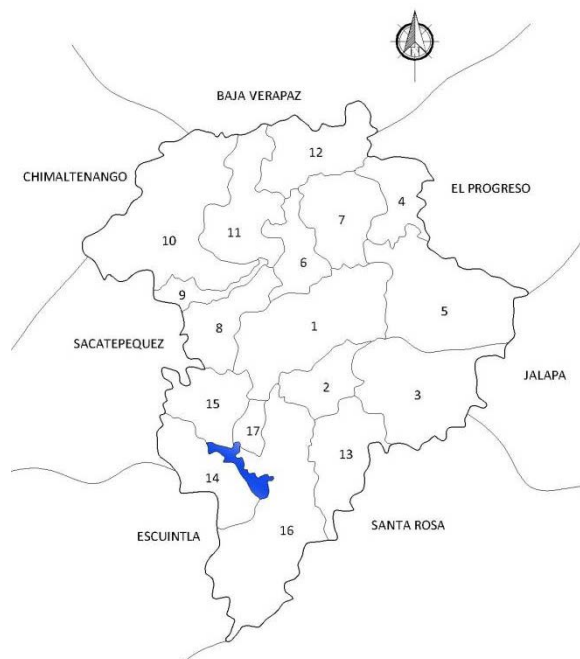 BAJA VERAPAZ
12
CHIMALTENANGO
EL PROGRESO
4
7
11
10
6
9
5
1
8
SACATEPEQUEZ
JALAPA
2
3
15
17
13
14
SANTA ROSA
16
ESCUINTLA